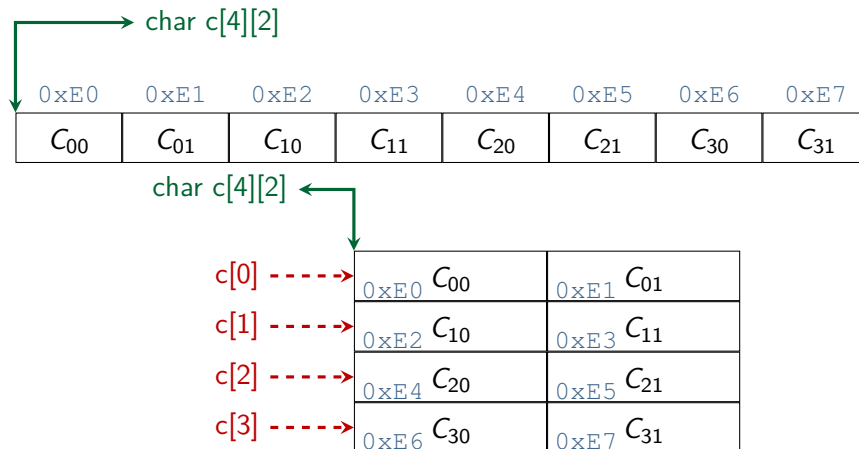 char c[4][2]
0xE0 0xE1 0xE2 0xE3 0xE4 0xE5 0xE6 0xE7
C00 C01 C10 C11 C20 C21 C30 C31
char c[4][2]
c[0] 0xE0 C00 0xE1 C01
c[1] 0xE2 C10 0xE3 C11
c[2] 0xE4 C20 0xE5 C21
c[3] 0xE6 C30 0xE7 C31